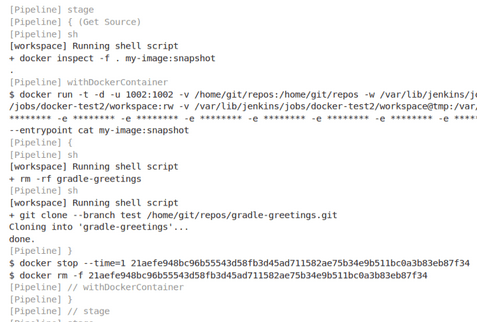 [Pipeline] stage
[Pipeline] { (Get Source)
[Pipeline] sh
[workspace] Running shell script
+ docker inspect -f . my-image:snapshot
.
[Pipeline] withDockerContainer
$ docker run -t -d -u 1002:1002 -v /home/git/repos:/home/git/repos -w /var/lib/jenkins/jo
/jobs/docker-test2/workspace:rw -v /var/lib/jenkins/jobs/docker-test2/workspace@tmp:/var/
******** -e ******** -e ******** -e ******** -e ******** -e ******** -e ******** -e ****
--entrypoint cat my-image:snapshot
[Pipeline] {
[Pipeline] sh
[workspace] Running shell script
+ rm -rf gradle-greetings
[Pipeline] sh
[workspace] Running shell script
+ git clone --branch test /home/git/repos/gradle-greetings.git
Cloning into 'gradle-greetings'...
done.
[Pipeline] }
$ docker stop --time=1 21aefe948bc96b55543d58fb3d45ad711582ae75b34e9b511bc0a3b83eb87f34
$ docker rm -f 21aefe948bc96b55543d58fb3d45ad711582ae75b34e9b511bc0a3b83eb87f34
[Pipeline] // withDockerContainer
[Pipeline] }
[Pipeline] // stage
[Pipeline] stage